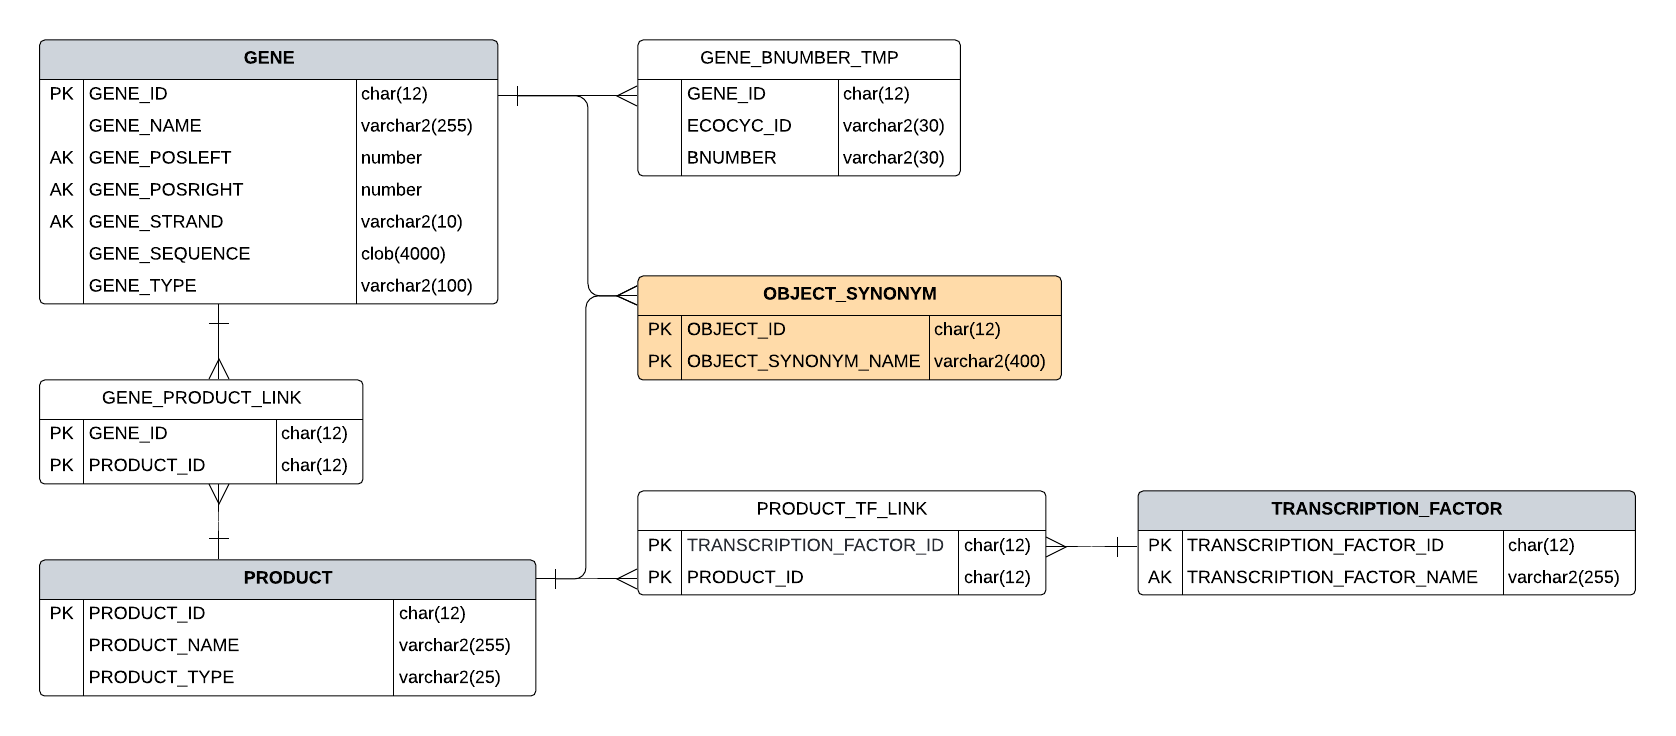 GENE
PK GENE_ID char(12)
GENE_NAME varchar2(255)
AK GENE_POSLEFT number
AK GENE_POSRIGHT number
AK GENE_STRAND varchar2(10)
GENE_SEQUENCE clob(4000)
GENE_TYPE varchar2(100)
GENE_BNUMBER_TMP
GENE_ID char(12)
ECOCYC_ID varchar2(30)
BNUMBER varchar2(30)
OBJECT_SYNONYM
PK OBJECT_ID char(12)
PK OBJECT_SYNONYM_NAME varchar2(400)
GENE_PRODUCT_LINK
PK GENE_ID char(12)
PK PRODUCT_ID char(12)
PRODUCT_TF_LINK
PK TRANSCRIPTION_FACTOR_ID char(12)
PK PRODUCT_ID char(12)
TRANSCRIPTION_FACTOR
PK TRANSCRIPTION_FACTOR_ID char(12)
AK TRANSCRIPTION_FACTOR_NAME varchar2(255)
PRODUCT
PK PRODUCT_ID char(12)
PRODUCT_NAME varchar2(255)
PRODUCT_TYPE varchar2(25)